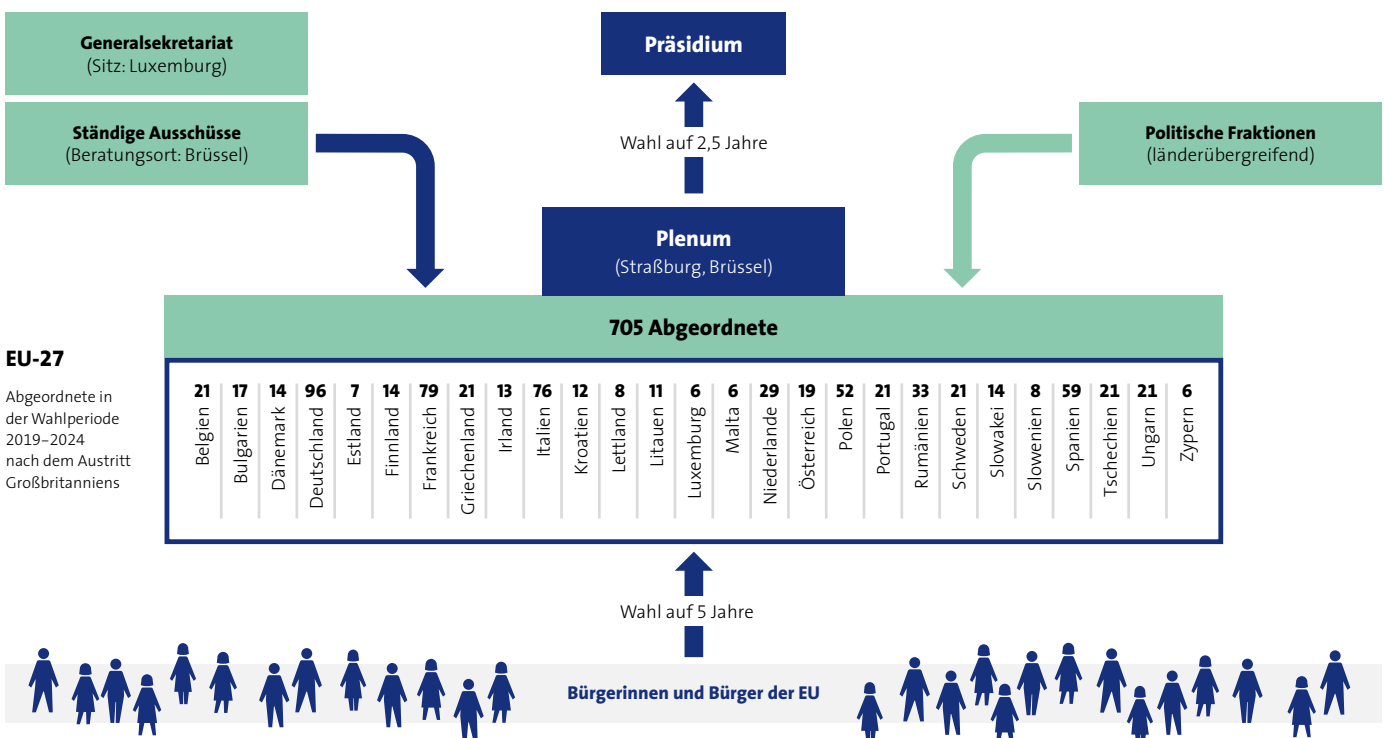 Generalsekretariat
(Sitz: Luxemburg)
Ständige Ausschüsse
(Beratungsort: Brüssel)
Präsidium
Wahl auf 2,5 Jahre
Politische Fraktionen
(länderübergreifend)
Plenum
(Straßburg, Brüssel)
705 Abgeordnete
EU-27
Abgeordnete in
der Wahlperiode
2019–2024
nach dem Austritt
Großbritanniens
21 Belgien
17 Bulgarien
14 Dänemark
96 Deutschland
7 Estland
14 Finnland
79 Frankreich
21 Griechenland
13 Irland
76 Italien
12 Kroatien
8 Lettland
11 Litauen
6 Luxemburg
6 Malta
29 Niederlande
19 Österreich
52 Polen
21 Portugal
33 Rumänien
21 Schweden
14 Slowakei
8 Slowenien
59 Spanien
21 Tschechien
21 Ungarn
6 Zypern
Wahl auf 5 Jahre
Bürgerinnen und Bürger der EU